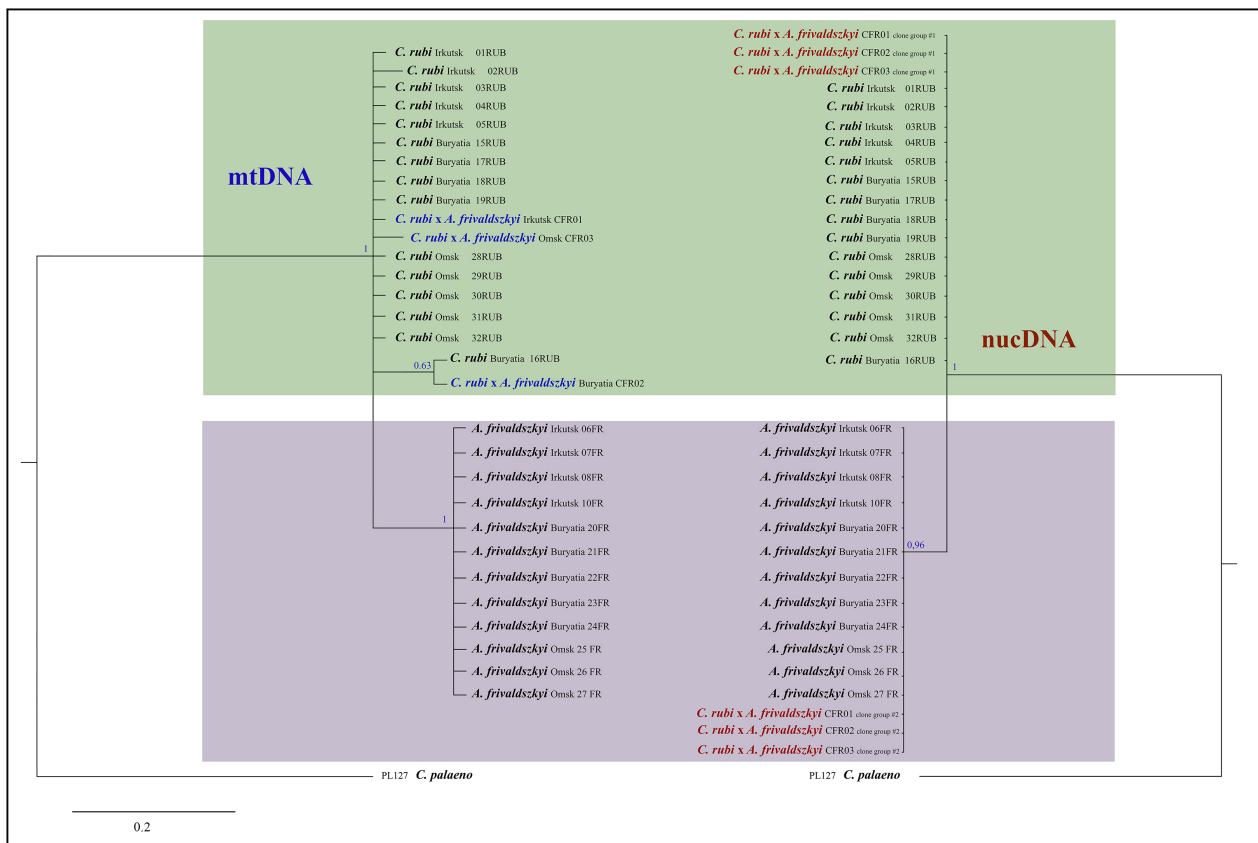 mtDNA
C. rubi Irkutsk 01RUB
C. rubi Irkutsk 02RUB
C. rubi Irkutsk 03RUB
C. rubi Irkutsk 04RUB
C. rubi Irkutsk 05RUB
C. rubi Buryatia 15RUB
C. rubi Buryatia 17RUB
C. rubi Buryatia 18RUB
C. rubi Buryatia 19RUB
C. rubi x A. frivaldszkyi Irkutsk CFR01
C. rubi x A. frivaldszkyi Omsk CFR03
1
C. rubi Omsk 28RUB
C. rubi Omsk 29RUB
C. rubi Omsk 30RUB
C. rubi Omsk 31RUB
C. rubi Omsk 32RUB
C. rubi Buryatia 16RUB
0.63
C. rubi x A. frivaldszkyi Buryatia CFR02
A. frivaldszkyi Irkutsk 06FR
A. frivaldszkyi Irkutsk 07FR
A. frivaldszkyi Irkutsk 08FR
A. frivaldszkyi Irkutsk 10FR
1
A. frivaldszkyi Buryatia 20FR
A. frivaldszkyi Buryatia 21FR
A. frivaldszkyi Buryatia 22FR
A. frivaldszkyi Buryatia 23FR
A. frivaldszkyi Buryatia 24FR
A. frivaldszkyi Omsk 25 FR
A. frivaldszkyi Omsk 26 FR
A. frivaldszkyi Omsk 27 FR
PL127 C. palaeno
0.2
C. rubi x A. frivaldszkyi CFR01 clone group #1
C. rubi x A. frivaldszkyi CFR02 clone group #1
C. rubi x A. frivaldszkyi CFR03 clone group #1
C. rubi Irkutsk 01RUB
C. rubi Irkutsk 02RUB
C. rubi Irkutsk 03RUB
C. rubi Irkutsk 04RUB
C. rubi Irkutsk 05RUB
C. rubi Buryatia 15RUB
C. rubi Buryatia 17RUB
C. rubi Buryatia 18RUB
C. rubi Buryatia 19RUB
C. rubi Omsk 28RUB
C. rubi Omsk 29RUB
C. rubi Omsk 30RUB
C. rubi Omsk 31RUB
C. rubi Omsk 32RUB
nucDNA
C. rubi Buryatia 16RUB
1
A. frivaldszkyi Irkutsk 06FR
A. frivaldszkyi Irkutsk 07FR
A. frivaldszkyi Irkutsk 08FR
A. frivaldszkyi Irkutsk 10FR
A. frivaldszkyi Buryatia 20FR
A. frivaldszkyi Buryatia 21FR
0,96
A. frivaldszkyi Buryatia 22FR
A. frivaldszkyi Buryatia 23FR
A. frivaldszkyi Buryatia 24FR
A. frivaldszkyi Omsk 25 FR
A. frivaldszkyi Omsk 26 FR
A. frivaldszkyi Omsk 27 FR
C. rubi x A. frivaldszkyi CFR01 clone group #2
C. rubi x A. frivaldszkyi CFR02 clone group #2
C. rubi x A. frivaldszkyi CFR03 clone group #2
PL127 C. palaeno